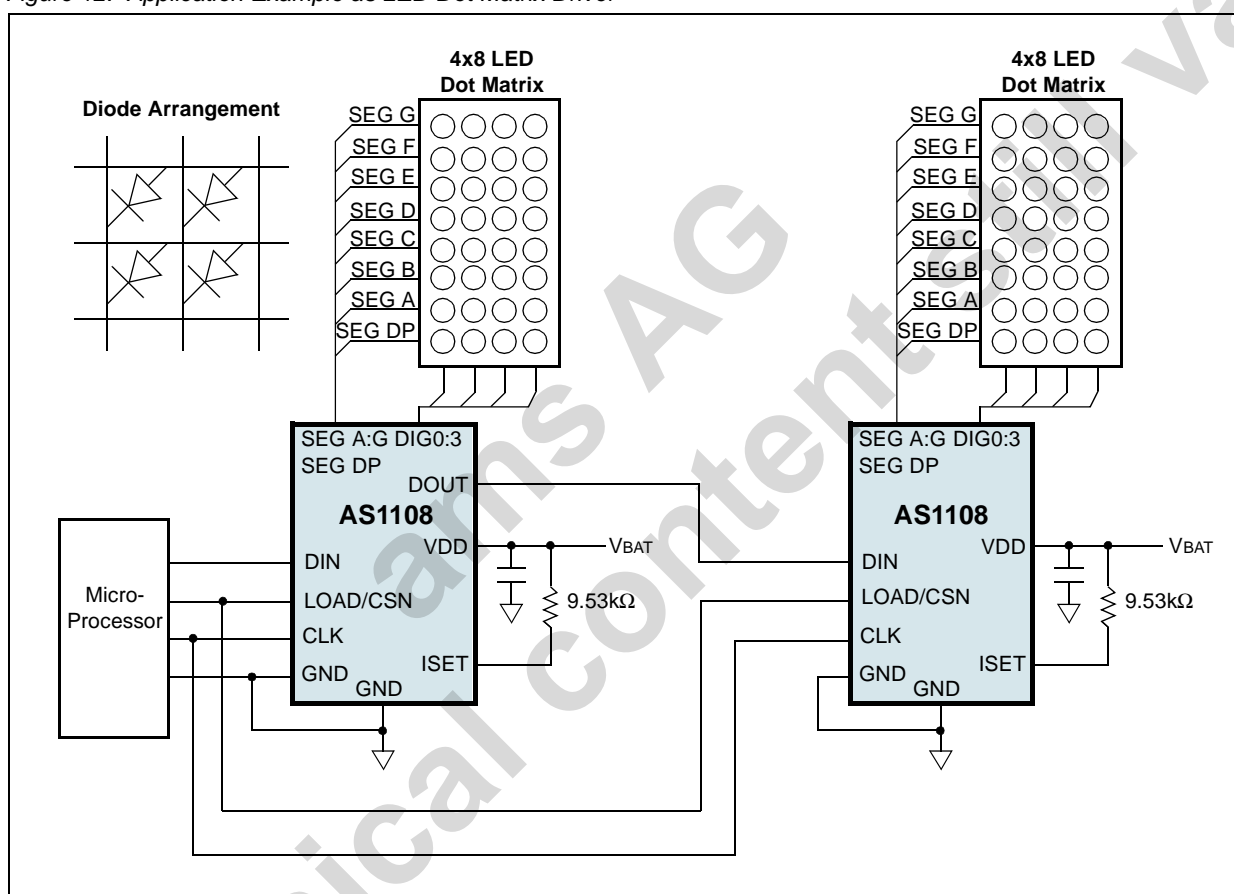 Figure 12. Application Example as LED Dot Matrix Driver
4x8 LED
Dot Matrix
4x8 LED
Dot Matrix
Diode Arrangement
SEG G
SEG F
SEG E
SEG D
SEG C
SEG B
SEG A
SEG DP
SEG G
SEG F
SEG E
SEG D
SEG C
SEG B
SEG A
SEG DP
Micro-
Processor
SEG A:G DIG0:3
SEG DP
DOUT
AS1108
VDD
VBAT
DIN
LOAD/CSN
9.53kΩ
CLK
GND
ISET
GND
SEG A:G DIG0:3
SEG DP
AS1108
VDD
VBAT
DIN
LOAD/CSN
9.53kΩ
CLK
GND
ISET
GND
ams AG
content still va